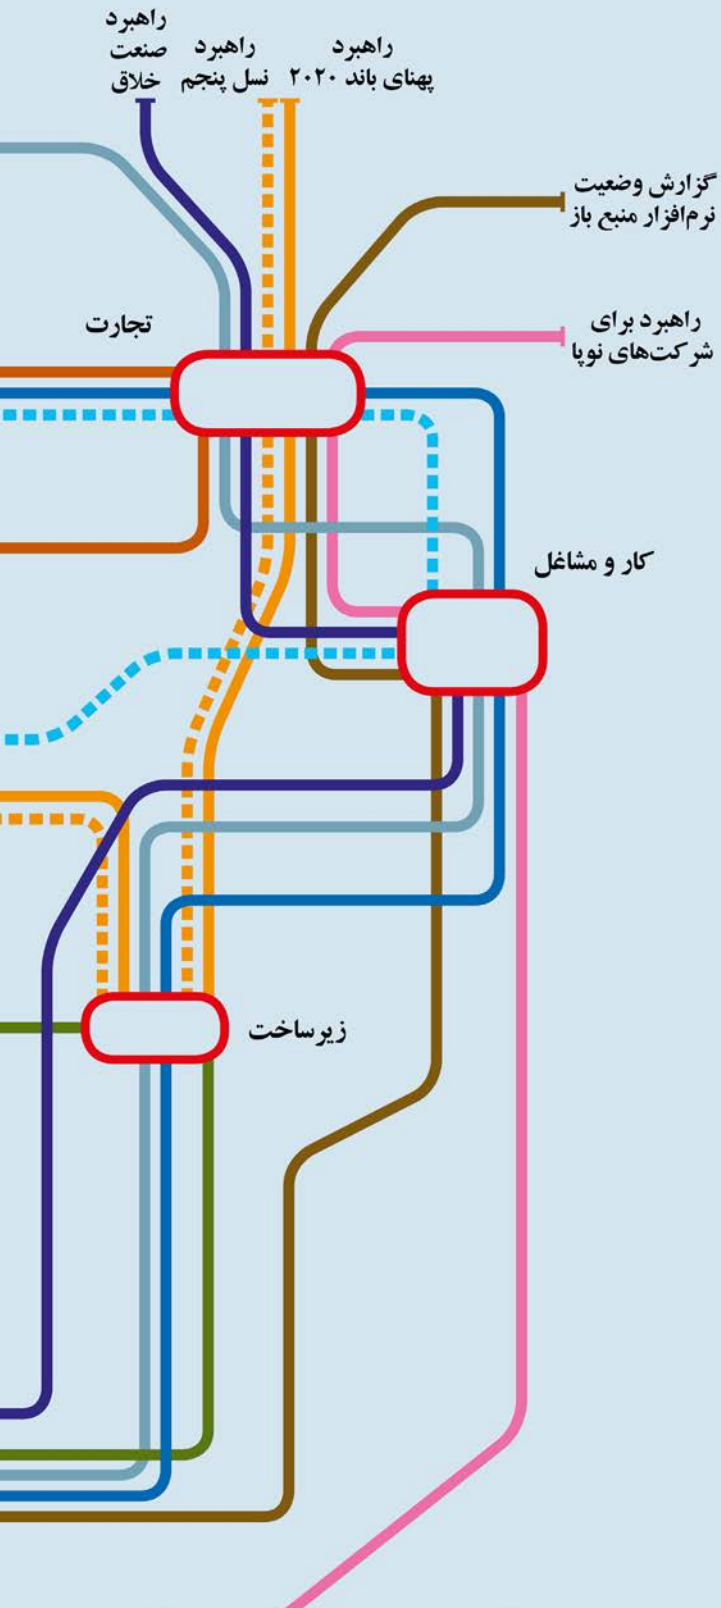 راهبرد
پهنای باند ۲۰۲۰
راهبرد
نسل پنجم
راهبرد
صنعت
خلاق
گزارش وضعیت
نرم‌افزار منبع باز
راهبرد برای
شرکت‌های نوپا
تجارت
کار و مشاغل
زیرساخت